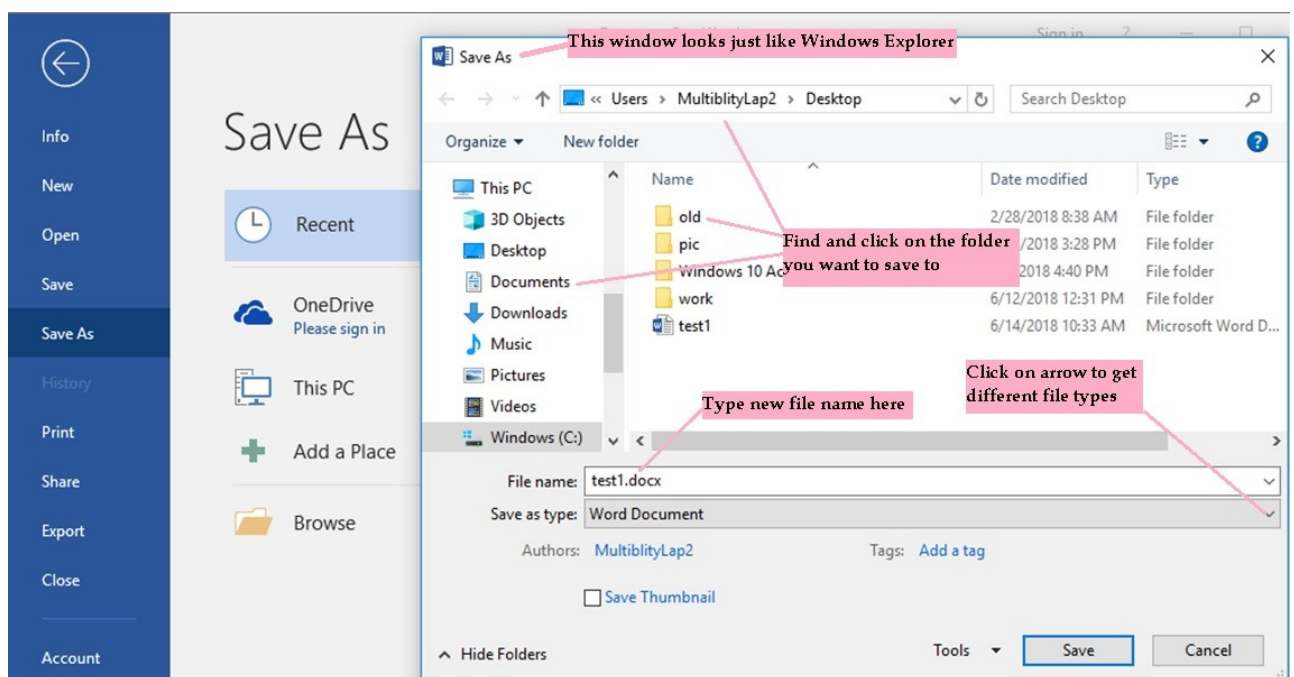 Sign in ?
Info
New
Open
Save
Save As
History
Print
Share
Export
Close
Account
Save As
Recent
OneDrive
Please sign in
This PC
Add a Place
Browse
Save As
This window looks just like Windows Explorer
« Users › MultiblityLap2 › Desktop
Search Desktop
Organize
New folder
This PC
3D Objects
Desktop
Documents
Downloads
Music
Pictures
Videos
Windows (C:)
Name Date modified Type
old 2/28/2018 8:38 AM File folder
pic /2018 3:28 PM File folder
Windows 10 Ac 2018 4:40 PM File folder
work 6/12/2018 12:31 PM File folder
test1 6/14/2018 10:33 AM Microsoft Word D...
Find and click on the folder
you want to save to
Click on arrow to get
different file types
Type new file name here
File name: test1.docx
Save as type: Word Document
Authors: MultiblityLap2 Tags: Add a tag
Save Thumbnail
Hide Folders
Tools Save Cancel